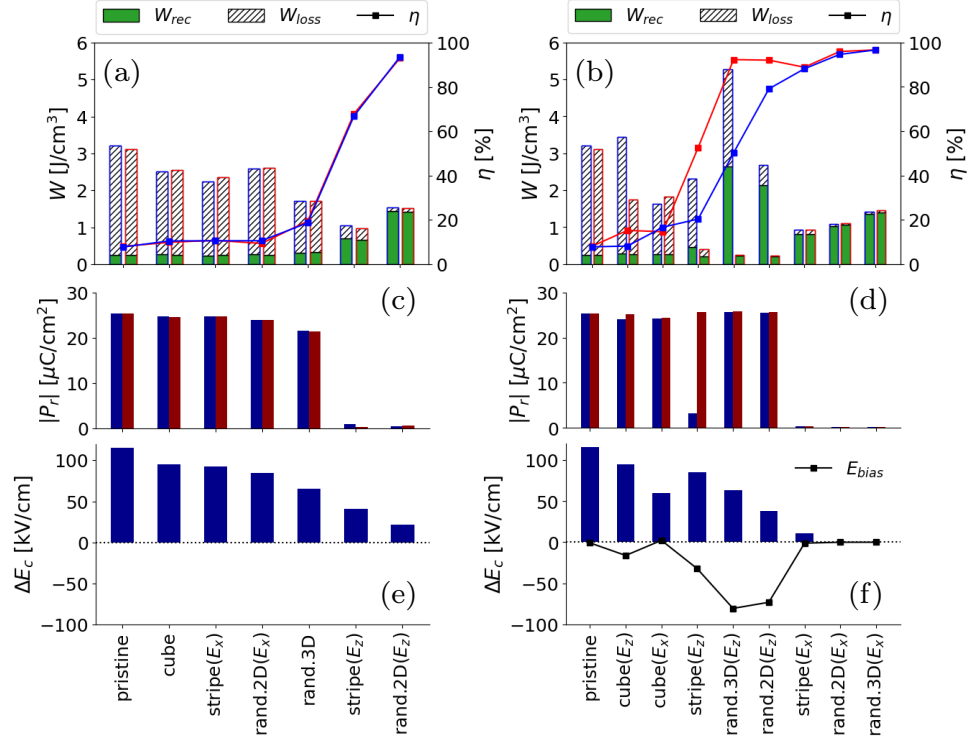 W_rec W_loss η
W_rec W_loss η
(a)
W [J/cm³]
6
5
4
3
2
1
0
100
80
60
40
20
0
η [%]
(b)
W [J/cm³]
6
5
4
3
2
1
0
100
80
60
40
20
0
η [%]
(c)
|P_r| [μC/cm²]
30
20
10
0
(d)
|P_r| [μC/cm²]
30
20
10
0
(e)
ΔE_c [kV/cm]
100
50
0
−50
−100
pristine
cube
stripe(E_x)
rand.2D(E_x)
rand.3D
stripe(E_z)
rand.2D(E_z)
(f)
E_bias
ΔE_c [kV/cm]
100
50
0
−50
−100
pristine
cube(E_z)
cube(E_x)
stripe(E_z)
rand.3D(E_z)
rand.2D(E_z)
stripe(E_x)
rand.2D(E_x)
rand.3D(E_x)